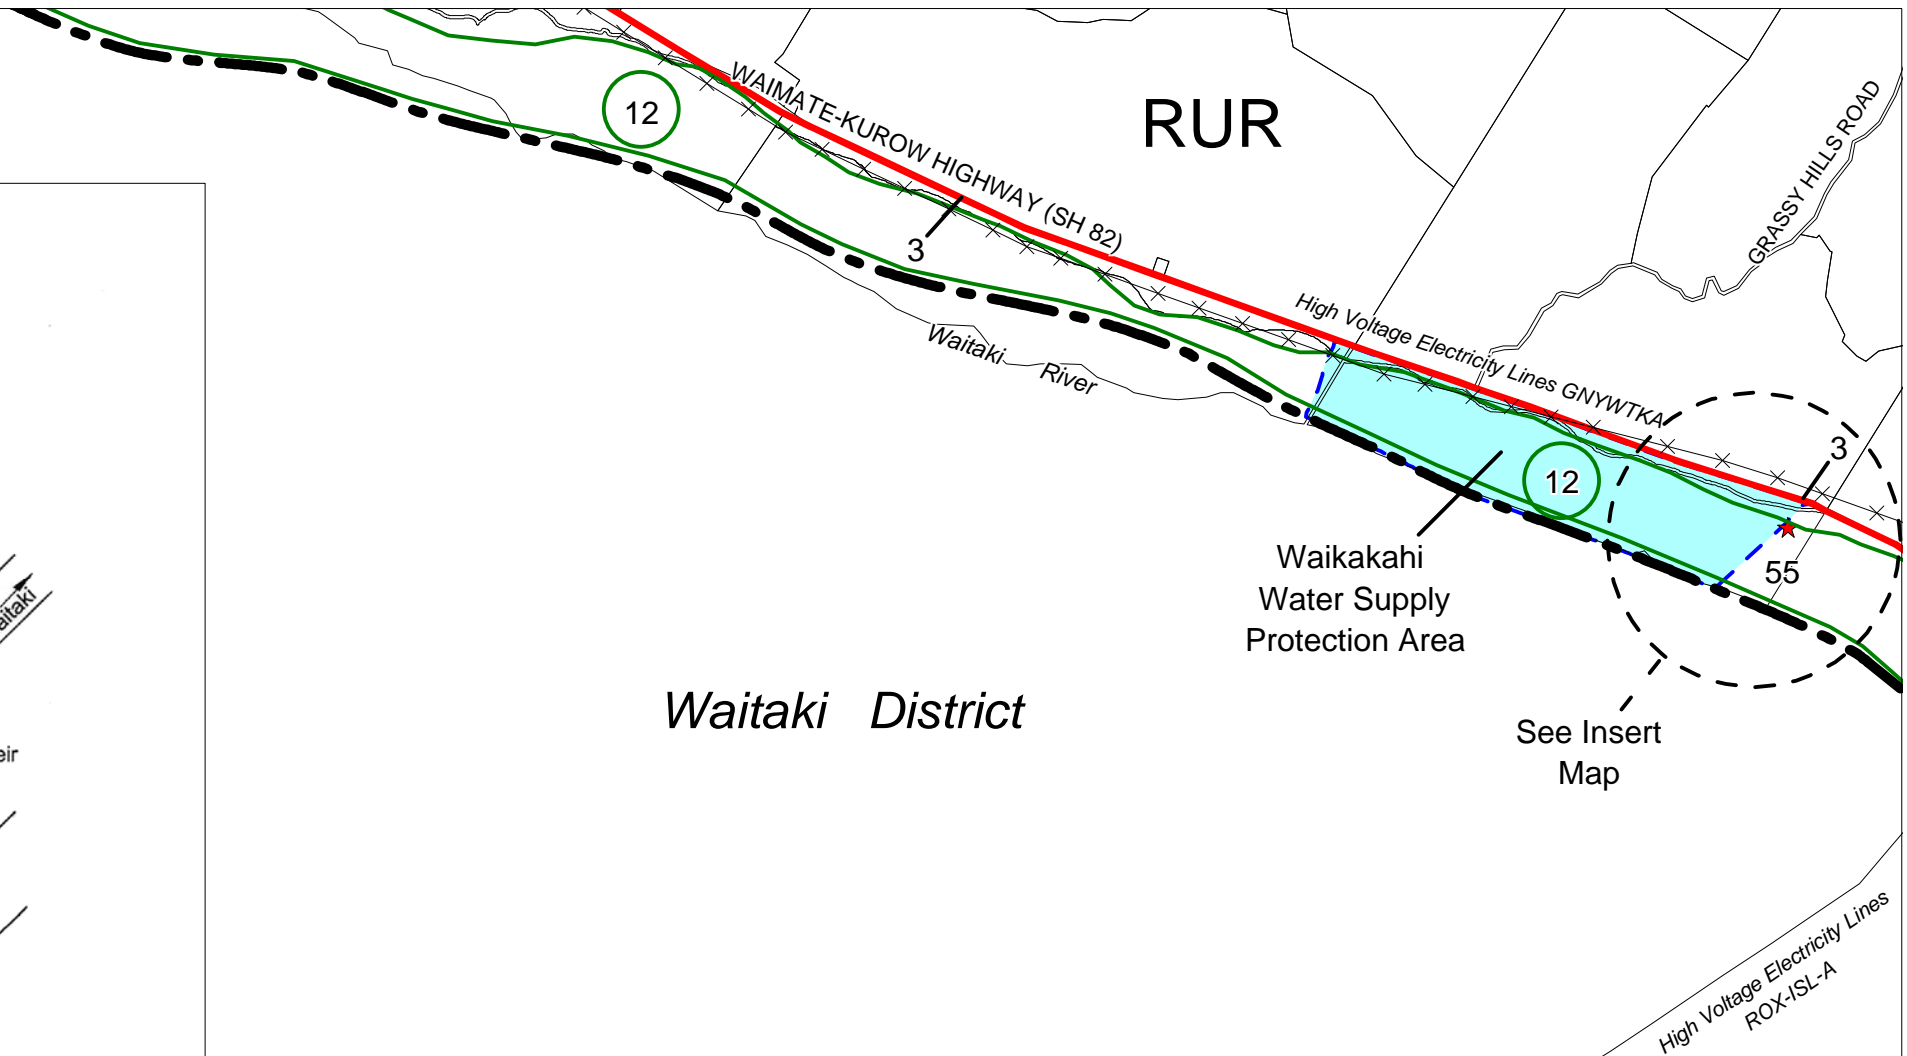 12
WAIMATE-KUROW HIGHWAY (SH 82)
RUR
GRASSY HILLS ROAD
3
Waitaki River
High Voltage Electricity Lines GNYWTKA
3
12
55
Waikakahi
Water Supply
Protection Area
See Insert
Map
Waitaki District
High Voltage Electricity Lines
ROX-ISL-A